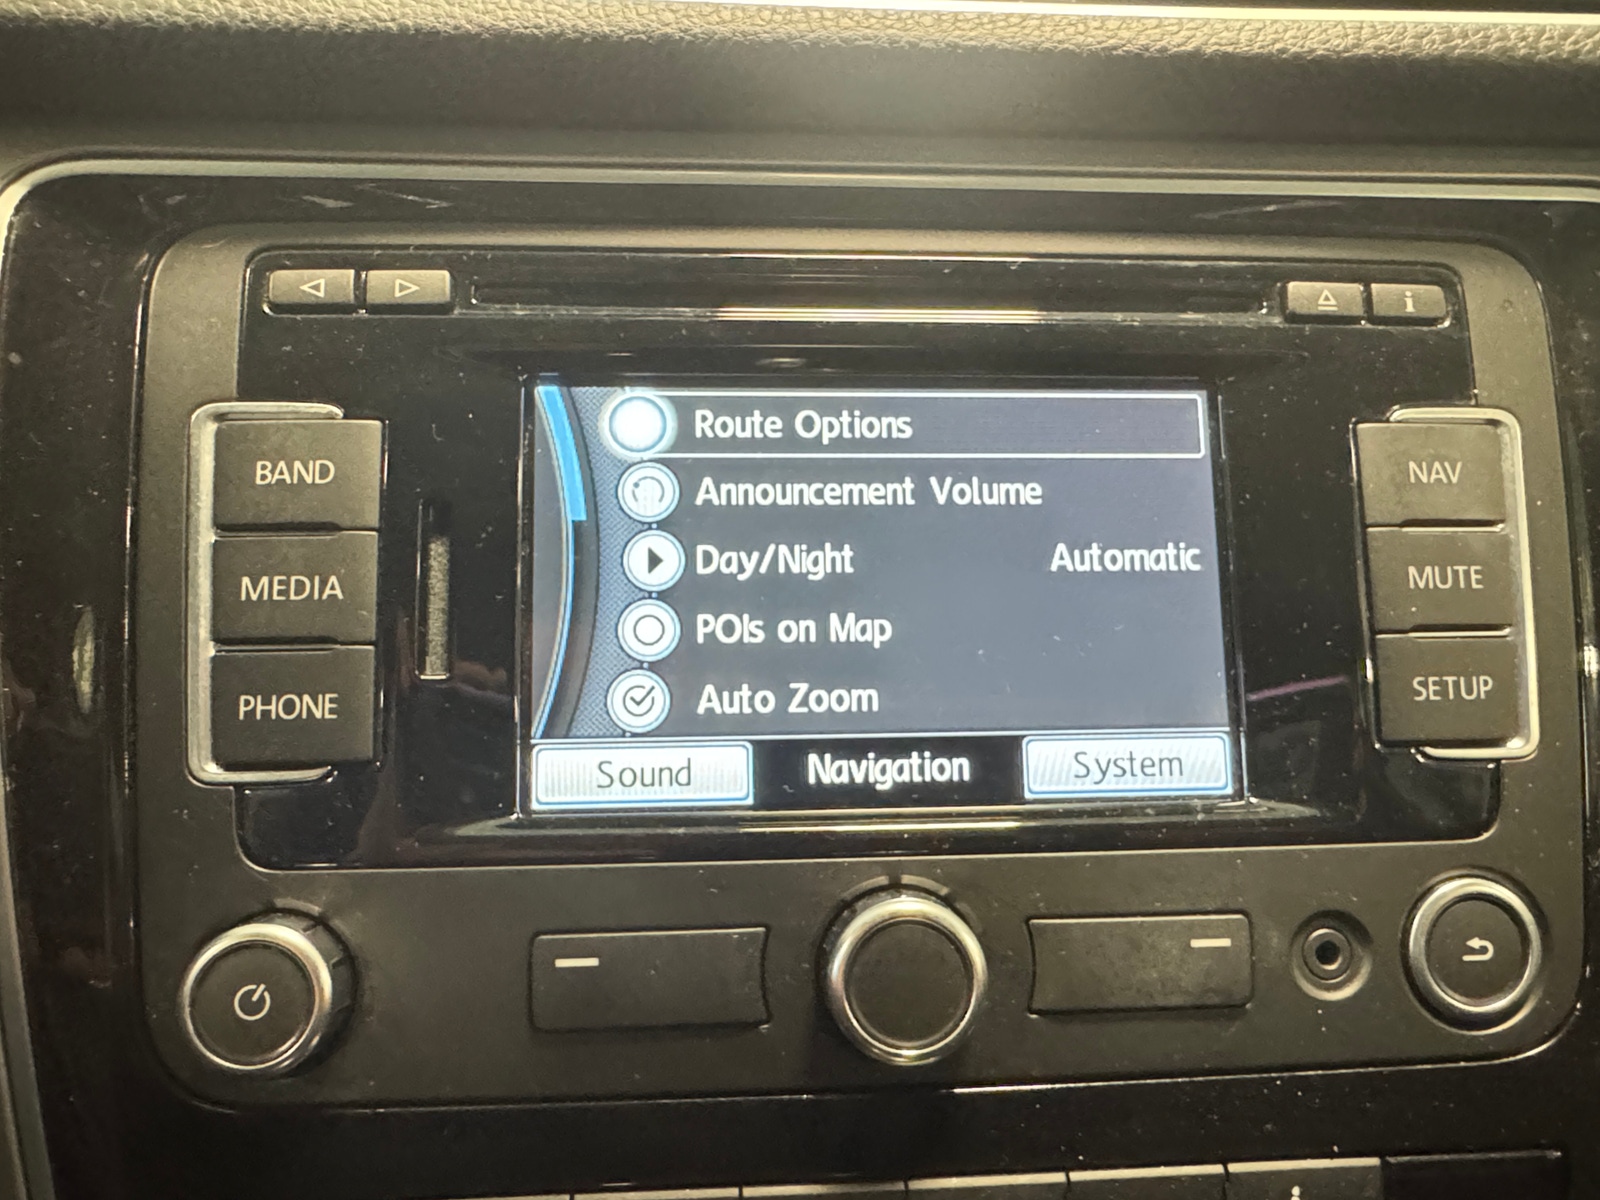 BAND
MEDIA
PHONE
Route Options
Announcement Volume
Day/Night Automatic
POIs on Map
Auto Zoom
Sound Navigation System
NAV
MUTE
SETUP
i
i